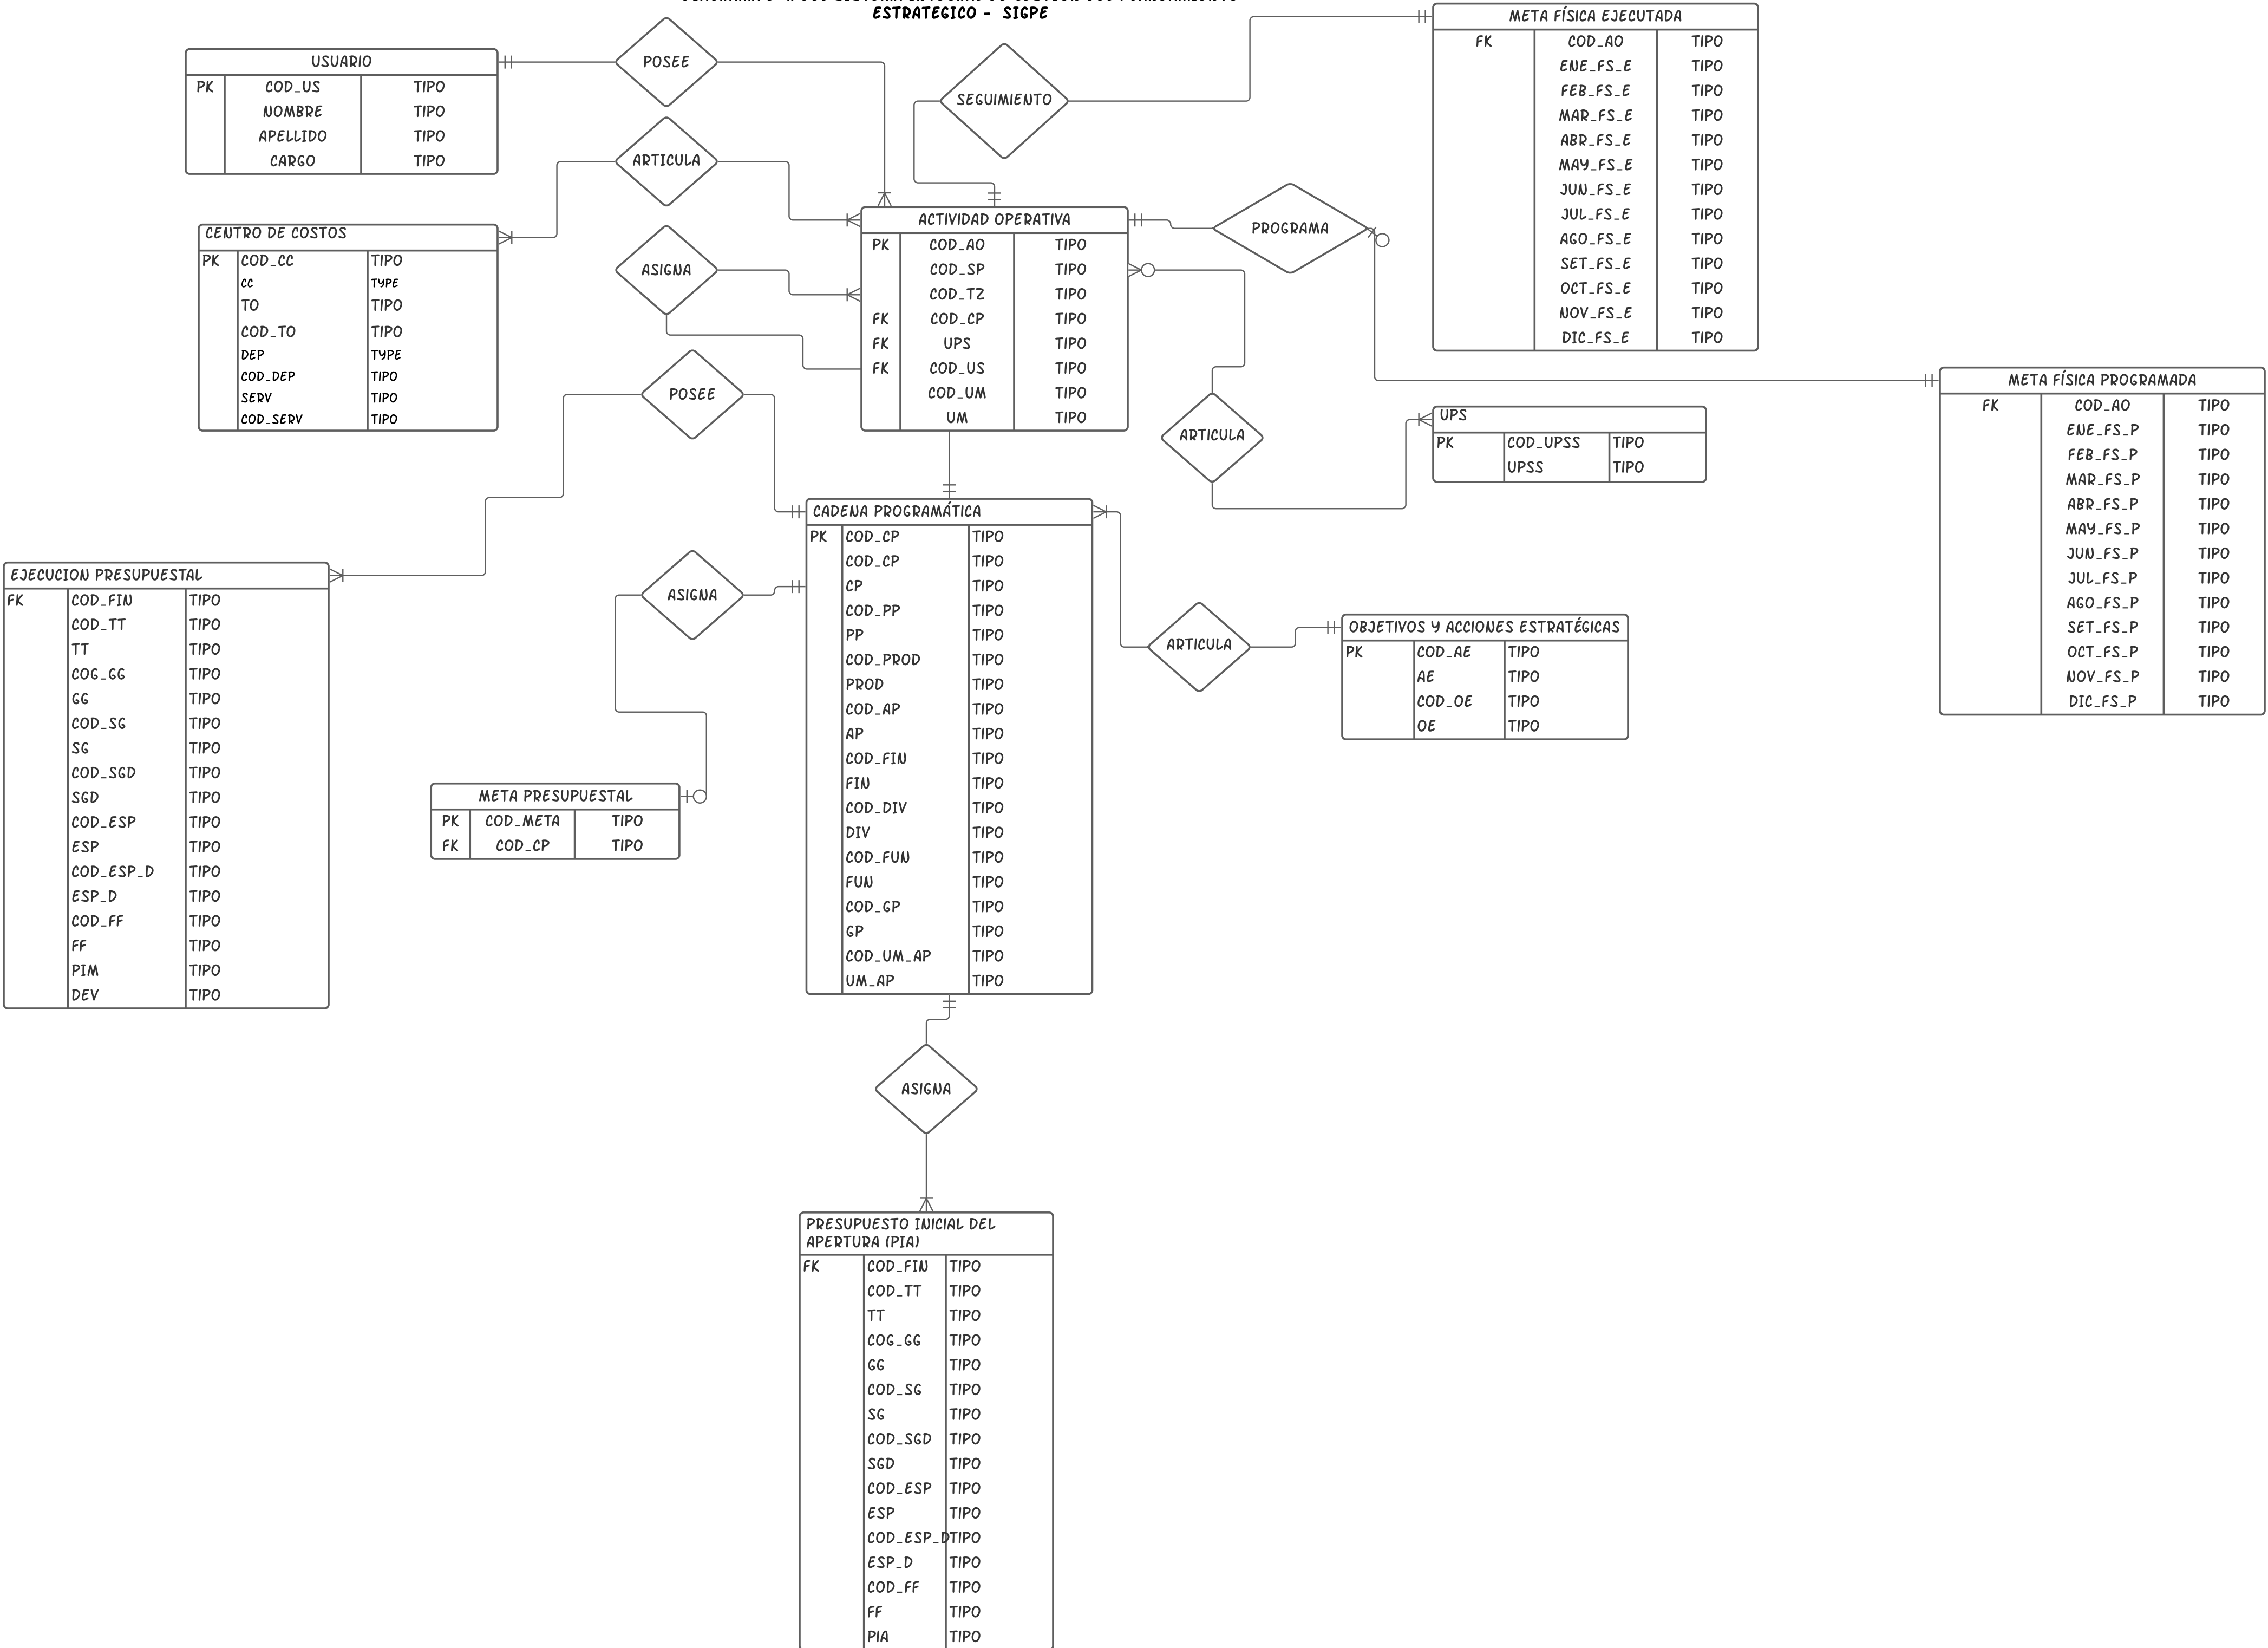 ESTRATEGICO - SIGPE
USUARIO
PK COD_US TIPO
NOMBRE TIPO
APELLIDO TIPO
CARGO TIPO
POSEE
SEGUIMIENTO
META FÍSICA EJECUTADA
FK COD_AO TIPO
ENE_FS_E TIPO
FEB_FS_E TIPO
MAR_FS_E TIPO
ABR_FS_E TIPO
MAY_FS_E TIPO
JUN_FS_E TIPO
JUL_FS_E TIPO
AGO_FS_E TIPO
SET_FS_E TIPO
OCT_FS_E TIPO
NOV_FS_E TIPO
DIC_FS_E TIPO
ARTICULA
CENTRO DE COSTOS
PK COD_CC TIPO
CC TYPE
TO TIPO
COD_TO TIPO
DEP TYPE
COD_DEP TIPO
SERV TIPO
COD_SERV TIPO
ASIGNA
ACTIVIDAD OPERATIVA
PK COD_AO TIPO
COD_SP TIPO
COD_TZ TIPO
FK COD_CP TIPO
FK UPS TIPO
FK COD_US TIPO
COD_UM TIPO
UM TIPO
PROGRAMA
META FÍSICA PROGRAMADA
FK COD_AO TIPO
ENE_FS_P TIPO
FEB_FS_P TIPO
MAR_FS_P TIPO
ABR_FS_P TIPO
MAY_FS_P TIPO
JUN_FS_P TIPO
JUL_FS_P TIPO
AGO_FS_P TIPO
SET_FS_P TIPO
OCT_FS_P TIPO
NOV_FS_P TIPO
DIC_FS_P TIPO
POSEE
ARTICULA
UPS
PK COD_UPSS TIPO
UPSS TIPO
CADENA PROGRAMÁTICA
PK COD_CP TIPO
COD_CP TIPO
CP TIPO
COD_PP TIPO
PP TIPO
COD_PROD TIPO
PROD TIPO
COD_AP TIPO
AP TIPO
COD_FIN TIPO
FIN TIPO
COD_DIV TIPO
DIV TIPO
COD_FUN TIPO
FUN TIPO
COD_GP TIPO
GP TIPO
COD_UM_AP TIPO
UM_AP TIPO
EJECUCION PRESUPUESTAL
FK COD_FIN TIPO
COD_TT TIPO
TT TIPO
COG_GG TIPO
GG TIPO
COD_SG TIPO
SG TIPO
COD_SGD TIPO
SGD TIPO
COD_ESP TIPO
ESP TIPO
COD_ESP_D TIPO
ESP_D TIPO
COD_FF TIPO
FF TIPO
PIM TIPO
DEV TIPO
ASIGNA
META PRESUPUESTAL
PK COD_META TIPO
FK COD_CP TIPO
ARTICULA
OBJETIVOS Y ACCIONES ESTRATÉGICAS
PK COD_AE TIPO
AE TIPO
COD_OE TIPO
OE TIPO
ASIGNA
PRESUPUESTO INICIAL DEL
APERTURA (PIA)
FK COD_FIN TIPO
COD_TT TIPO
TT TIPO
COG_GG TIPO
GG TIPO
COD_SG TIPO
SG TIPO
COD_SGD TIPO
SGD TIPO
COD_ESP TIPO
ESP TIPO
COD_ESP_D TIPO
ESP_D TIPO
COD_FF TIPO
FF TIPO
PIA TIPO